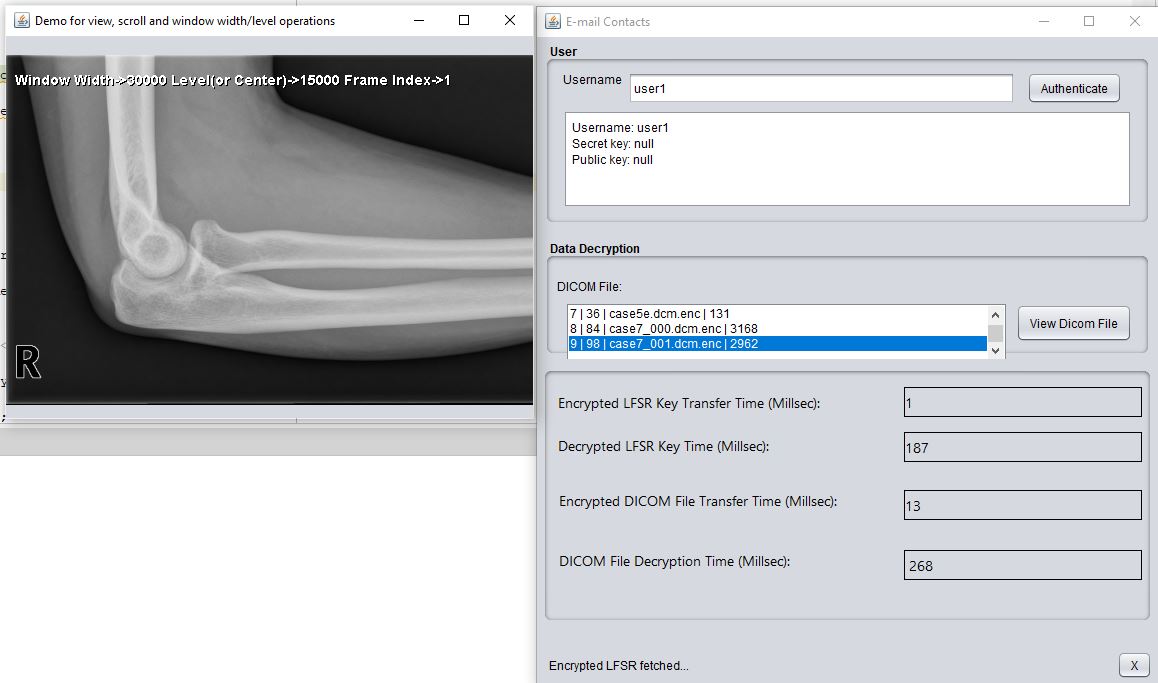 Demo for view, scroll and window width/level operations
Window Width->30000 Level(or Center)->15000 Frame Index->1
R
E-mail Contacts
User
Username
user1
Authenticate
Username: user1
Secret key: null
Public key: null
Data Decryption
DICOM File:
7 | 36 | case5e.dcm.enc | 131
8 | 84 | case7_000.dcm.enc | 3168
9 | 98 | case7_001.dcm.enc | 2962
View Dicom File
Encrypted LFSR Key Transfer Time (Millsec):
1
Decrypted LFSR Key Time (Millsec):
187
Encrypted DICOM File Transfer Time (Millsec):
13
DICOM File Decryption Time (Millsec):
268
Encrypted LFSR fetched...
X